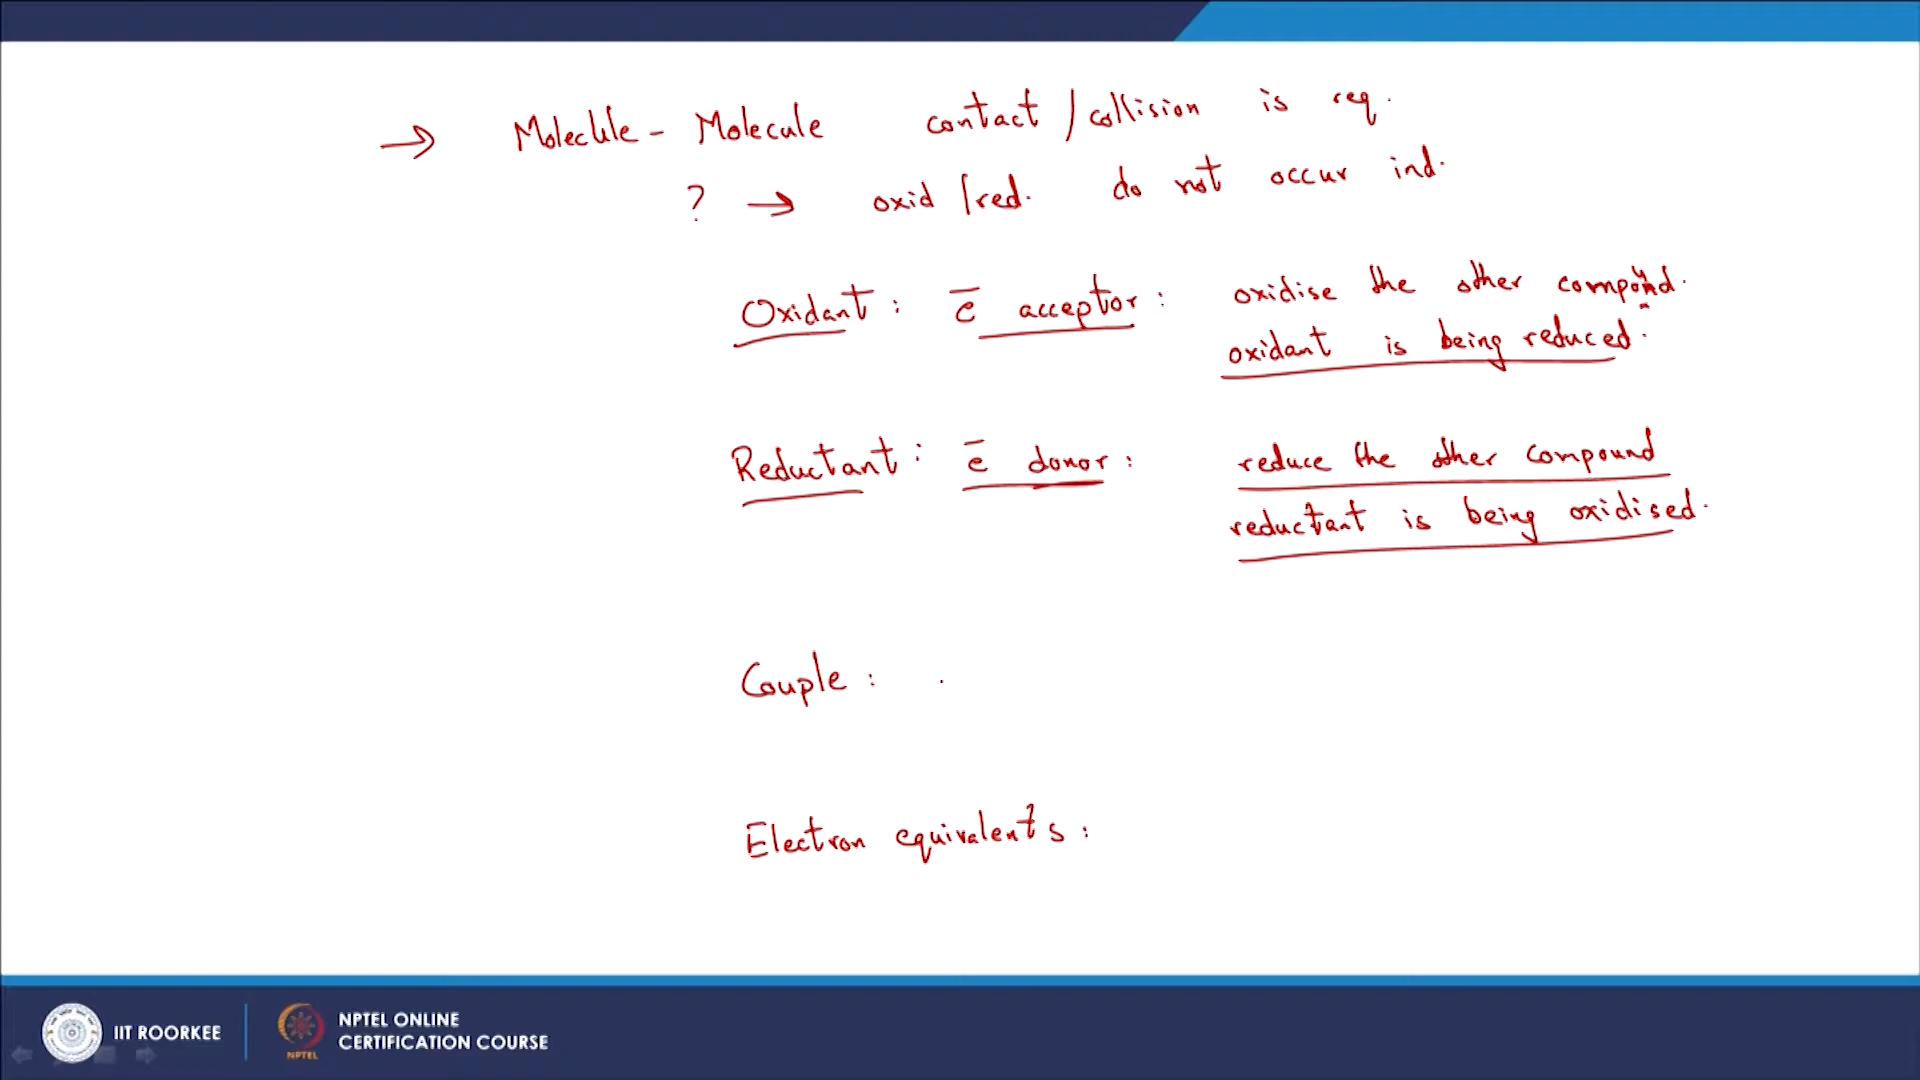 → Molecule - Molecule contact / collision is req.
? → oxid / red. do not occur ind.
Oxidant : e̅ acceptor : oxidise the other compound.
oxidant is being reduced.
Reductant : e̅ donor : reduce the other compound
reductant is being oxidised.
Couple :
Electron equivalents :
IIT ROORKEE
NPTEL
NPTEL ONLINE
CERTIFICATION COURSE